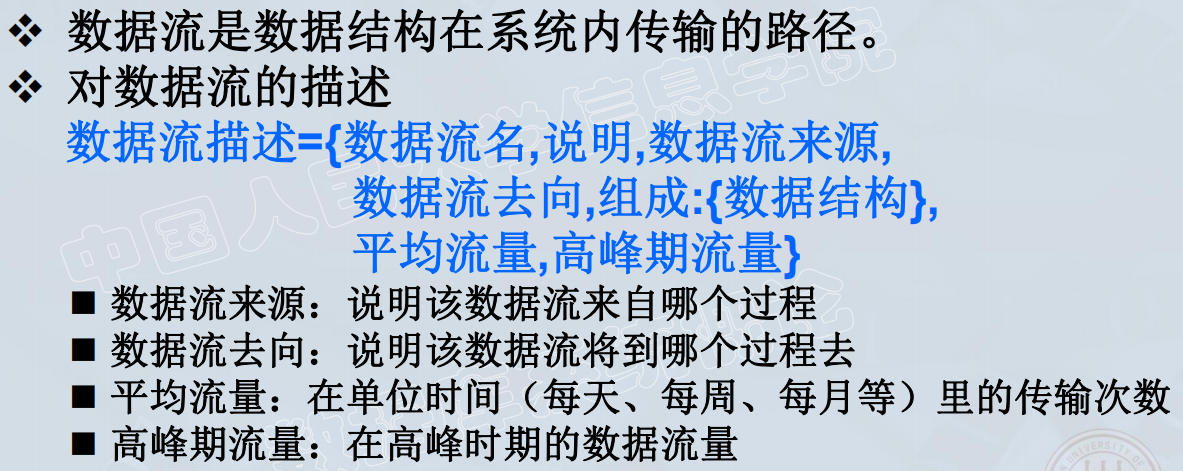 ❖ 数据流是数据结构在系统内传输的路径。
❖ 对数据流的描述
数据流描述={数据流名,说明,数据流来源,
数据流去向,组成:{数据结构},
平均流量,高峰期流量}
■ 数据流来源：说明该数据流来自哪个过程
■ 数据流去向：说明该数据流将到哪个过程去
■ 平均流量：在单位时间（每天、每周、每月等）里的传输次数
■ 高峰期流量：在高峰时期的数据流量